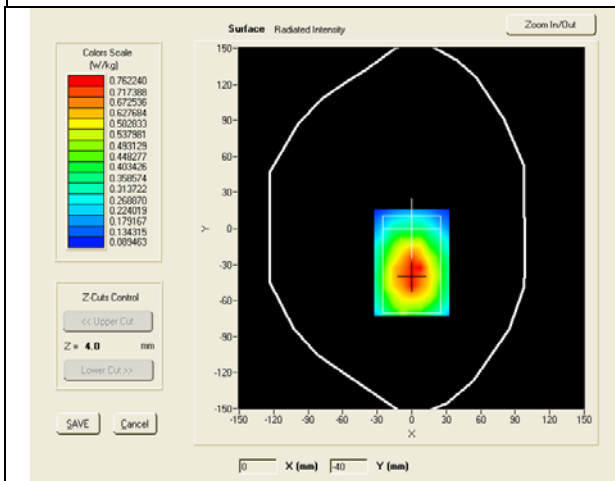 Surface Radiated Intensity
Zoom In/Out
Colors Scale
(W/kg)
0.762240
0.717388
0.672536
0.627684
0.582833
0.537981
0.493129
0.448277
0.403426
0.358574
0.313722
0.268870
0.224019
0.179167
0.134315
0.089463
Z-Cuts Control
<< Upper Cut
Z = 4.0 mm
Lower Cut >>
SAVE Cancel
150-
120-
90-
60-
30-
Y 0-
-30-
-60-
-90-
-120-
-150-
-150 -120 -90 -60 -30 0 30 60 90 120 150
X
0 X (mm) -40 Y (mm)